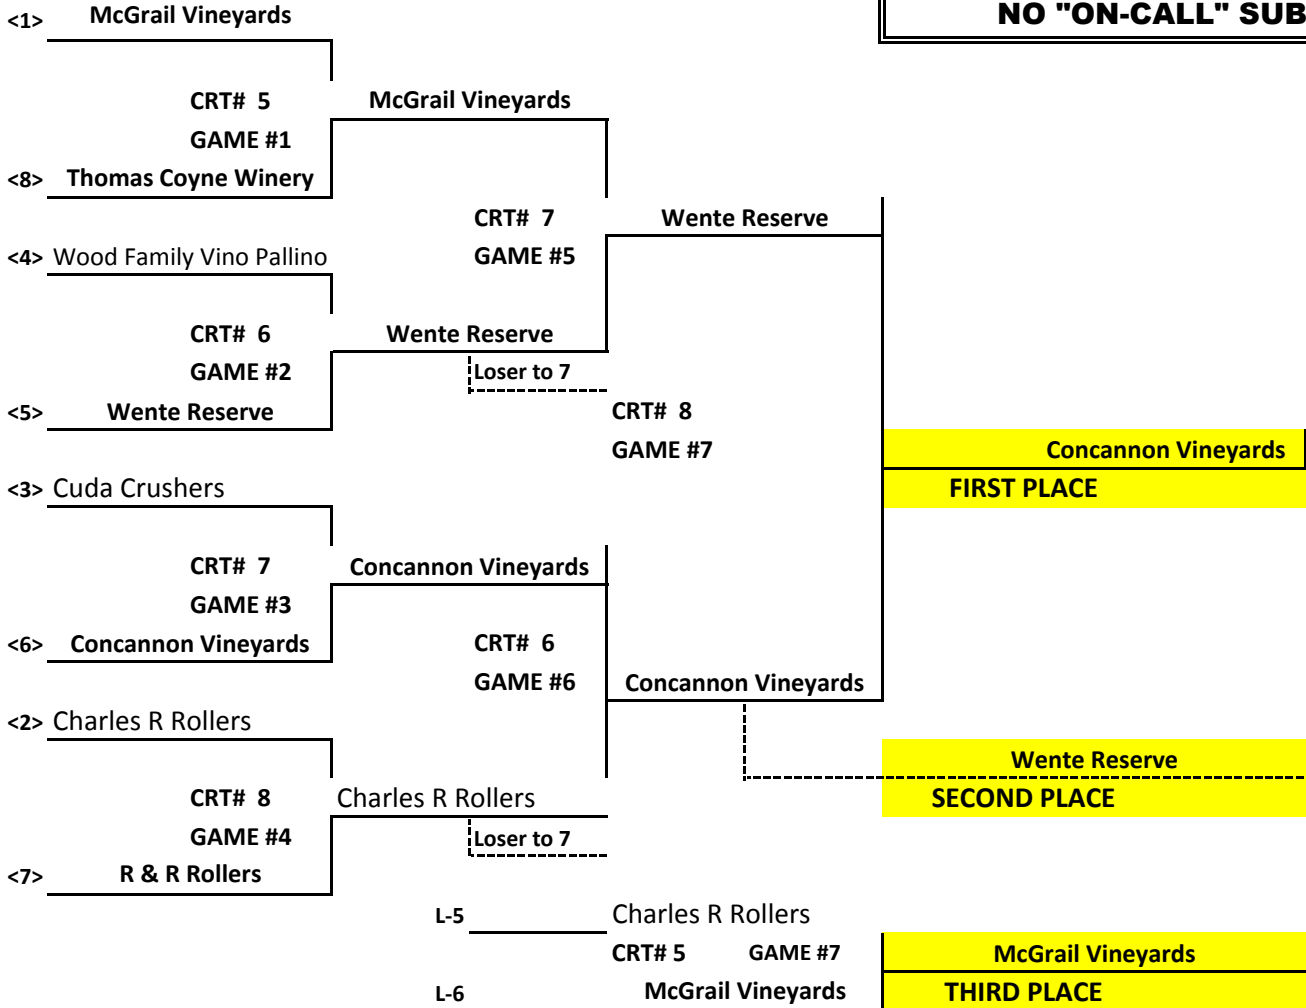 NO "ON-CALL" SUB
<1> McGrail Vineyards
CRT# 5 McGrail Vineyards
GAME #1
<8> Thomas Coyne Winery
CRT# 7 Wente Reserve
<4> Wood Family Vino Pallino GAME #5
CRT# 6 Wente Reserve
GAME #2 Loser to 7
<5> Wente Reserve CRT# 8
GAME #7 Concannon Vineyards
<3> Cuda Crushers FIRST PLACE
CRT# 7 Concannon Vineyards
GAME #3
<6> Concannon Vineyards CRT# 6
GAME #6 Concannon Vineyards
<2> Charles R Rollers
Wente Reserve
CRT# 8 Charles R Rollers SECOND PLACE
GAME #4 Loser to 7
<7> R & R Rollers
L-5 Charles R Rollers
CRT# 5 GAME #7 McGrail Vineyards
L-6 McGrail Vineyards THIRD PLACE